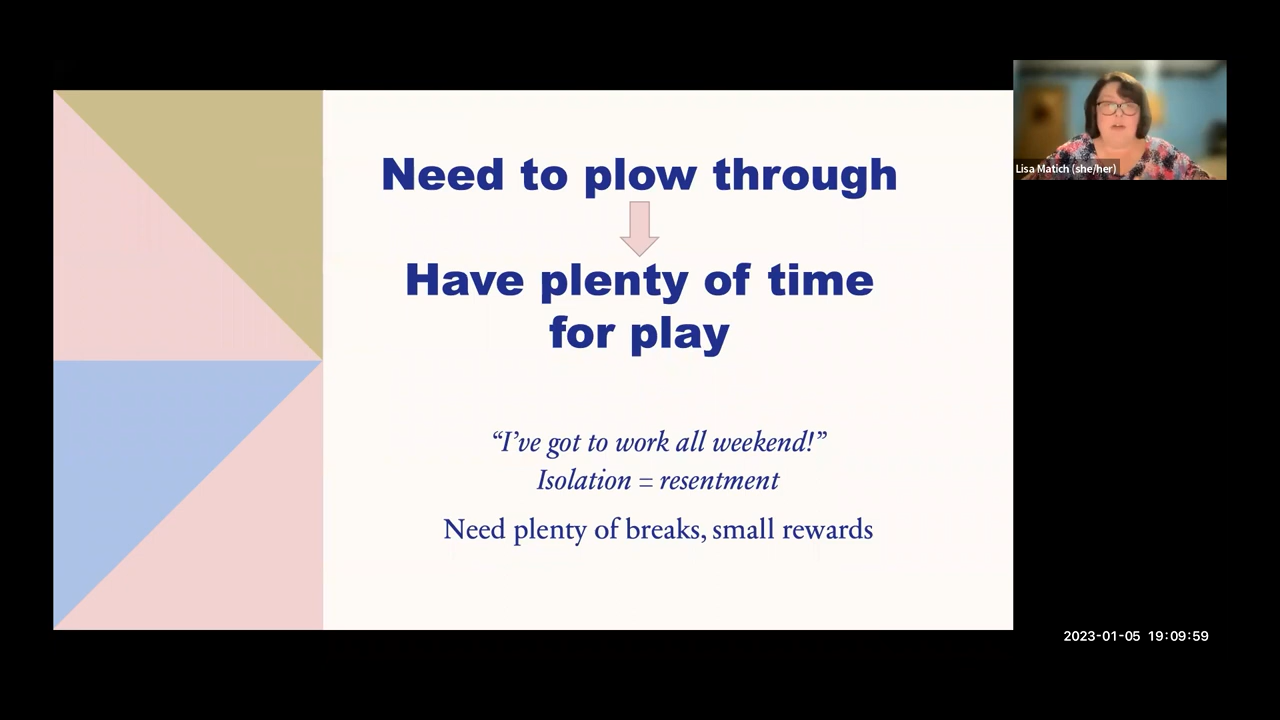 Need to plow through
Have plenty of time
for play
“I’ve got to work all weekend!”
Isolation = resentment
Need plenty of breaks, small rewards
Lisa Matich (she/her)
2023-01-05 19:09:59